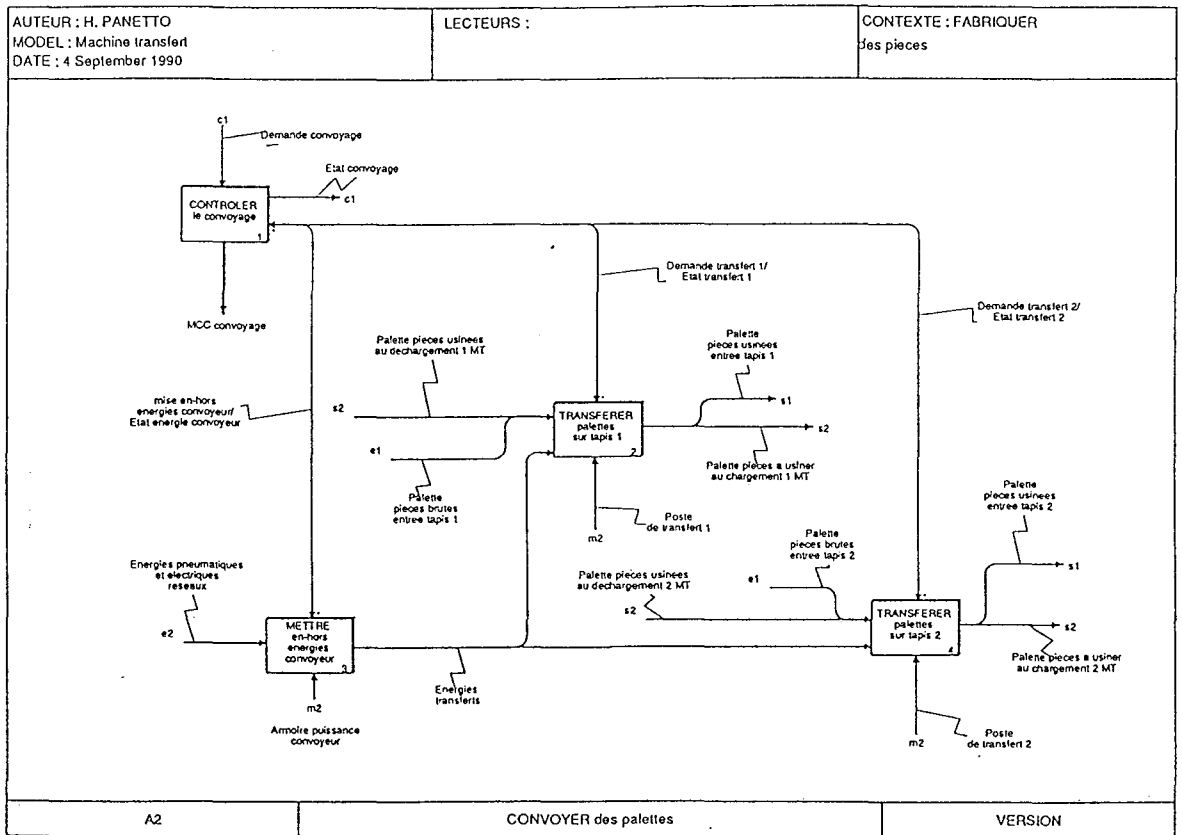 AUTEUR : H. PANETTO
MODEL : Machine transfert
DATE : 4 September 1990
LECTEURS :
CONTEXTE : FABRIQUER
des pieces
c1
Demande convoyage
Etat convoyage
c1
CONTROLER
le convoyage
1
MCC convoyage
Demande transfert 1/
Etat transfert 1
Demande transfert 2/
Etat transfert 2
Palette pieces usinees
au dechargement 1 MT
Palette
pieces usinees
entree tapis 1
mise en-hors
energies convoyeur/
Etat energie convoyeur
s2
s1
TRANSFERER
palettes
sur tapis 1
2
s2
e1
Palette
pieces brutes
entree tapis 1
Palette pieces a usiner
au chargement 1 MT
Poste
de transfert 1
m2
Palette
pieces usinees
entree tapis 2
Palette
pieces brutes
entree tapis 2
Energies pneumatiques
et electriques
reseaux
Palette pieces usinees
au dechargement 2 MT
e1
s1
s2
TRANSFERER
palettes
sur tapis 2
4
s2
e2
METTRE
en-hors
energies
convoyeur
3
Palette pieces a usiner
au chargement 2 MT
Energies
transferts
m2
Armoire puissance
convoyeur
Poste
de transfert 2
m2
A2
CONVOYER des palettes
VERSION